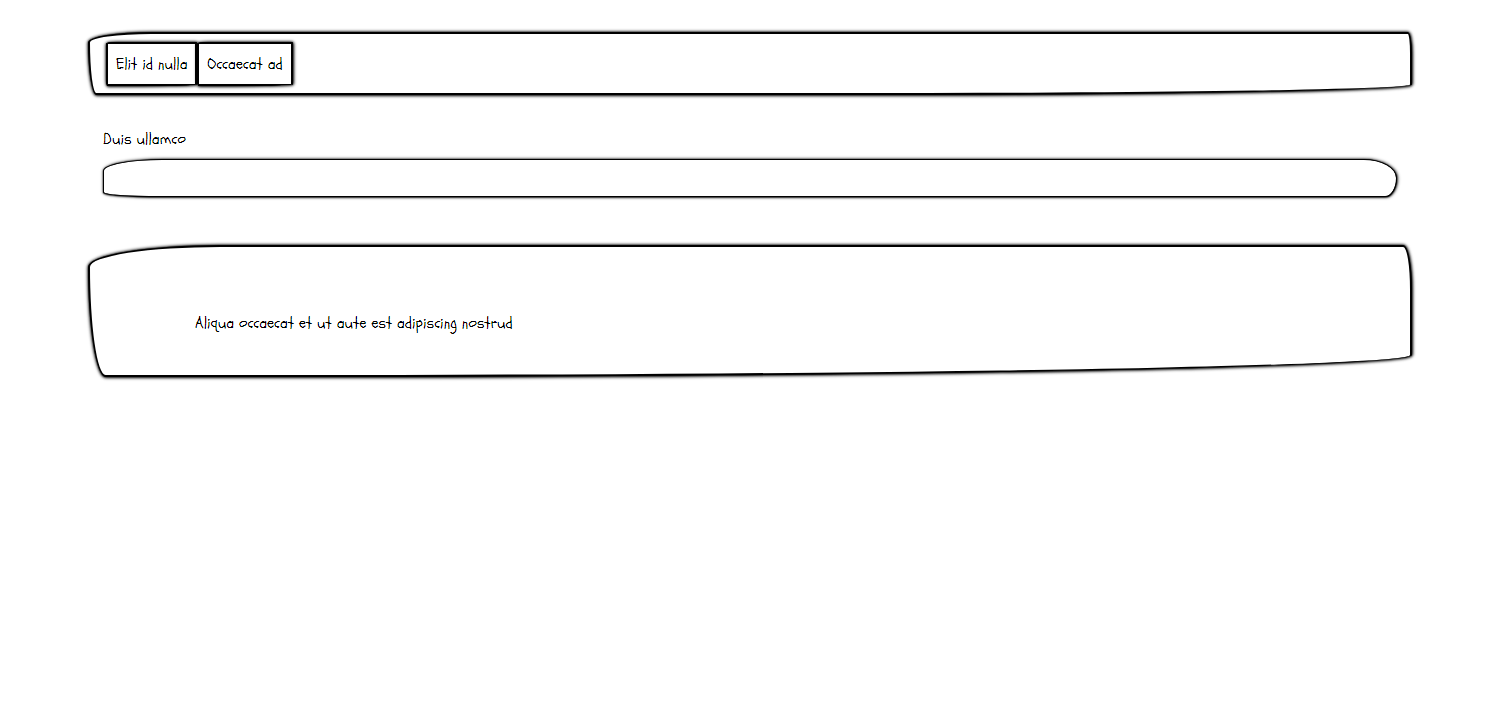 Elit id nulla Occaecat ad
Duis ullamco
Aliqua occaecat et ut aute est adipiscing nostrud